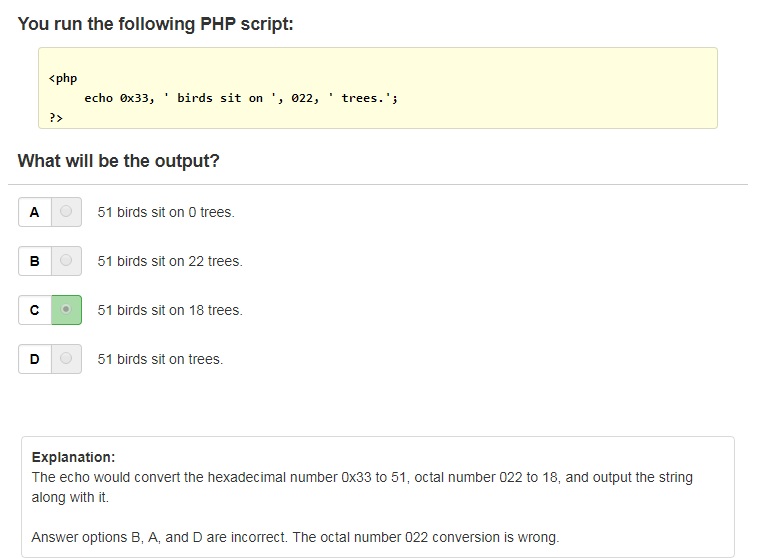 You run the following PHP script:
<php
echo 0x33, ' birds sit on ', 022, ' trees.';
?>
What will be the output?
A 51 birds sit on 0 trees.
B 51 birds sit on 22 trees.
C 51 birds sit on 18 trees.
D 51 birds sit on trees.
Explanation:
The echo would convert the hexadecimal number 0x33 to 51, octal number 022 to 18, and output the string
along with it.
Answer options B, A, and D are incorrect. The octal number 022 conversion is wrong.